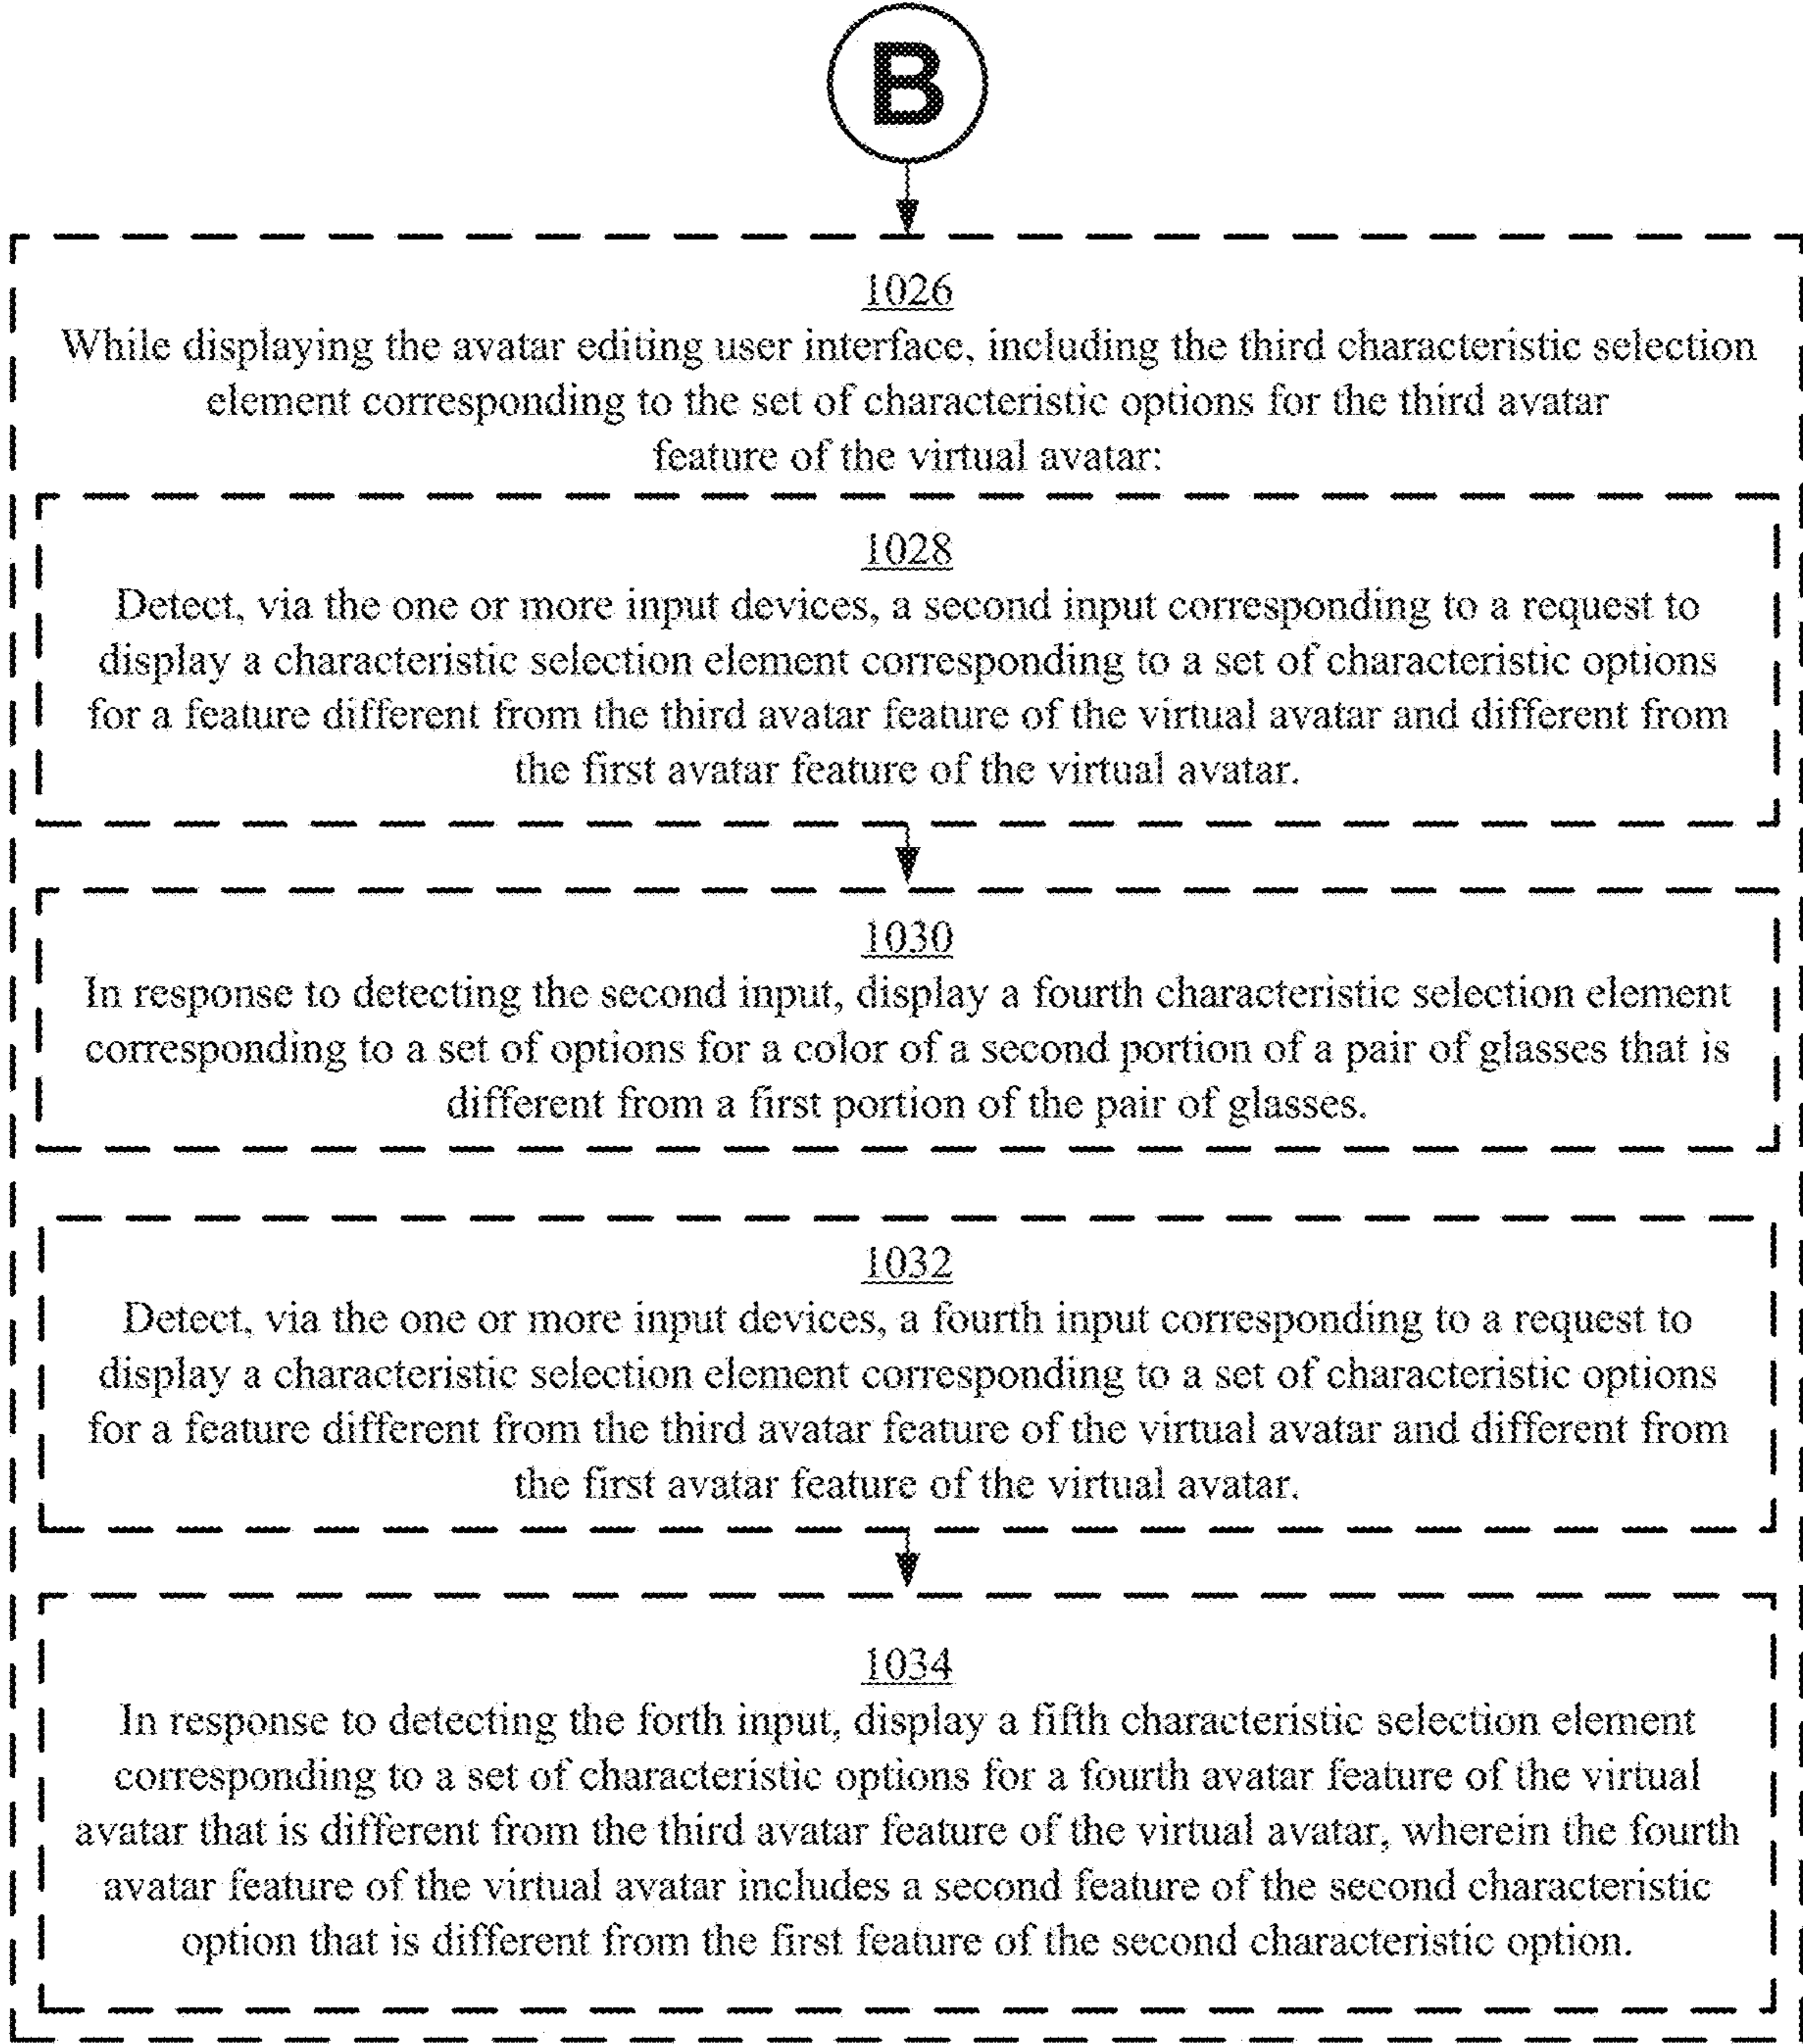 B
1026
While displaying the avatar editing user interface, including the third characteristic selection
element corresponding to the set of characteristic options for the third avatar
feature of the virtual avatar:
1028
Detect, via the one or more input devices, a second input corresponding to a request to
display a characteristic selection element corresponding to a set of characteristic options
for a feature different from the third avatar feature of the virtual avatar and different from
the first avatar feature of the virtual avatar.
1030
In response to detecting the second input, display a fourth characteristic selection element
corresponding to a set of options for a color of a second portion of a pair of glasses that is
different from a first portion of the pair of glasses.
1032
Detect, via the one or more input devices, a fourth input corresponding to a request to
display a characteristic selection element corresponding to a set of characteristic options
for a feature different from the third avatar feature of the virtual avatar and different from
the first avatar feature of the virtual avatar.
1034
In response to detecting the forth input, display a fifth characteristic selection element
corresponding to a set of characteristic options for a fourth avatar feature of the virtual
avatar that is different from the third avatar feature of the virtual avatar, wherein the fourth
avatar feature of the virtual avatar includes a second feature of the second characteristic
option that is different from the first feature of the second characteristic option.